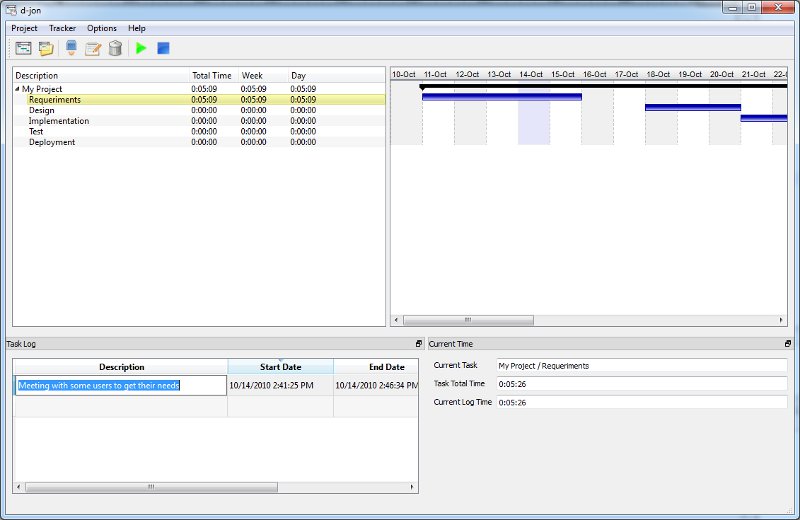 d-jon
Project Tracker Options Help
Description Total Time Week Day
My Project 0:05:09 0:05:09 0:05:09
Requeriments 0:05:09 0:05:09 0:05:09
Design 0:00:00 0:00:00 0:00:00
Implementation 0:00:00 0:00:00 0:00:00
Test 0:00:00 0:00:00 0:00:00
Deployment 0:00:00 0:00:00 0:00:00
10-Oct 11-Oct 12-Oct 13-Oct 14-Oct 15-Oct 16-Oct 17-Oct 18-Oct 19-Oct 20-Oct 21-Oct 22-O
Task Log
Description Start Date End Date
Meeting with some users to get their needs 10/14/2010 2:41:25 PM 10/14/2010 2:46:34 PM
Current Time
Current Task My Project / Requeriments
Task Total Time 0:05:26
Current Log Time 0:05:26